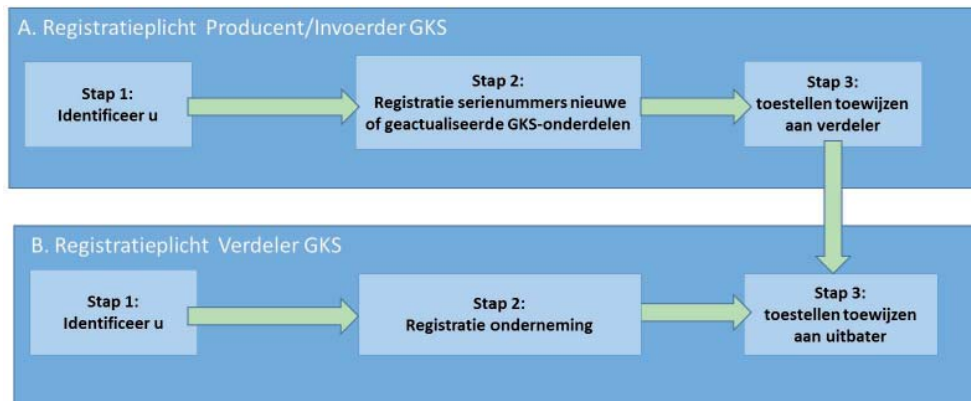 A. Registratieplicht Producent/Invoerder GKS
Stap 1:
Identificeer u
Stap 2:
Registratie serienummers nieuwe
of geactualiseerde GKS-onderdelen
Stap 3:
toestellen toewijzen
aan verdeler
B. Registratieplicht Verdeler GKS
Stap 1:
Identificeer u
Stap 2:
Registratie onderneming
Stap 3:
toestellen toewijzen
aan uitbater